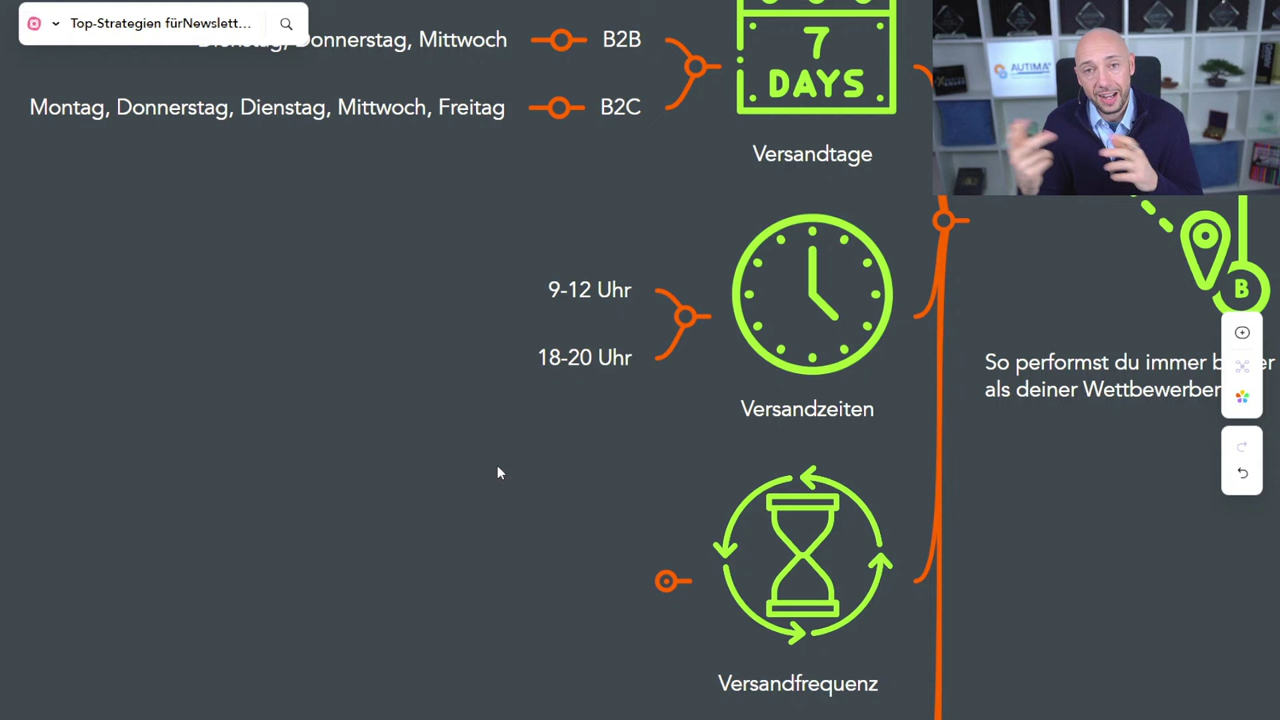 Top-Strategien fürNewslett...
Dienstag, Donnerstag, Mittwoch
B2B
Montag, Donnerstag, Dienstag, Mittwoch, Freitag
B2C
7
DAYS
Versandtage
AUTIMA
9-12 Uhr
18-20 Uhr
Versandzeiten
B
So performst du immer
als deiner Wettbewerber
Versandfrequenz